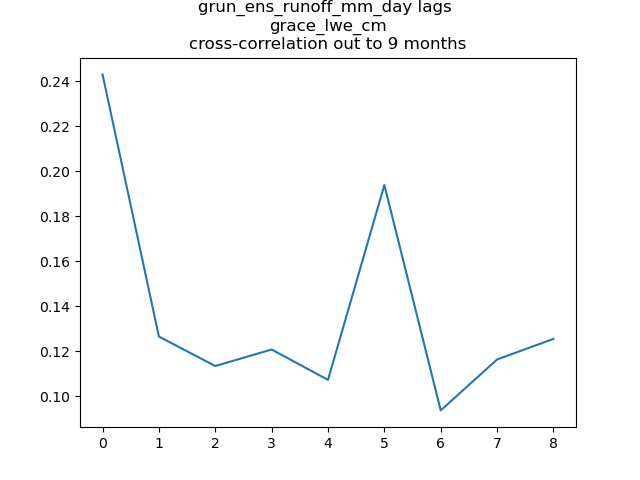 grun_ens_runoff_mm_day lags
grace_lwe_cm
cross-correlation out to 9 months
0.24
0.22
0.20
0.18
0.16
0.14
0.12
0.10
0 1 2 3 4 5 6 7 8